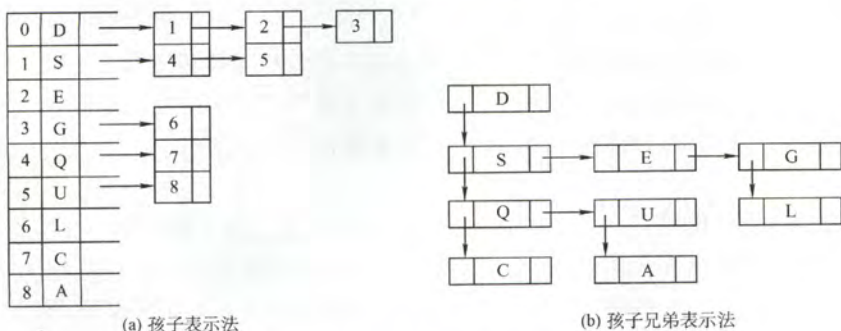 0 D 1 2 3
1 S 4 5
2 E
3 G 6
4 Q 7
5 U 8
6 L
7 C
8 A
(a) 孩子表示法
D
S E G
Q U L
C A
(b) 孩子兄弟表示法